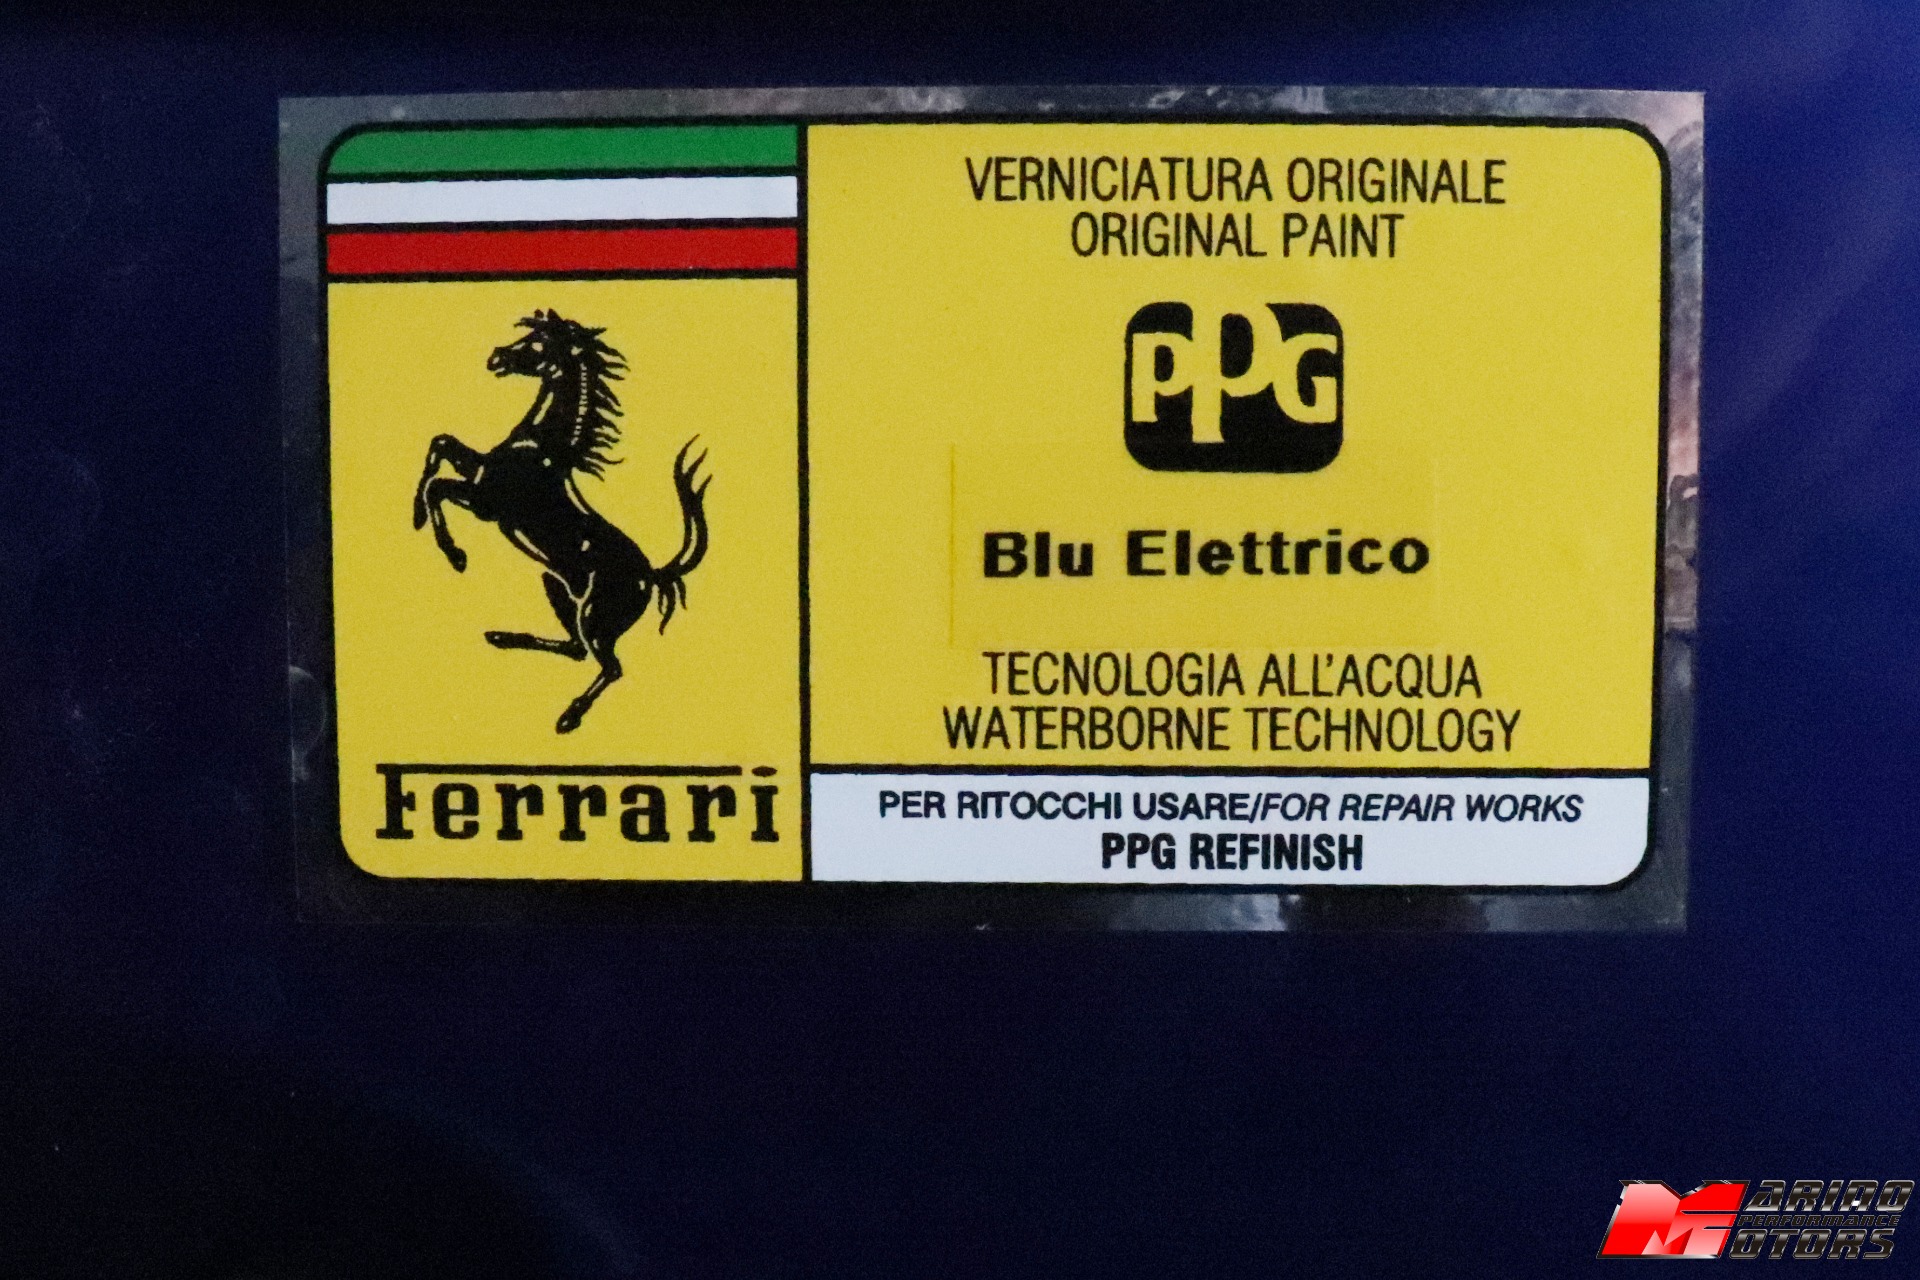 Ferrari
VERNICIATURA ORIGINALE
ORIGINAL PAINT
PPG
Blu Elettrico
TECNOLOGIA ALL'ACQUA
WATERBORNE TECHNOLOGY
PER RITOCCHI USARE/FOR REPAIR WORKS
PPG REFINISH
MARINO
PERFORMANCE
MOTORS